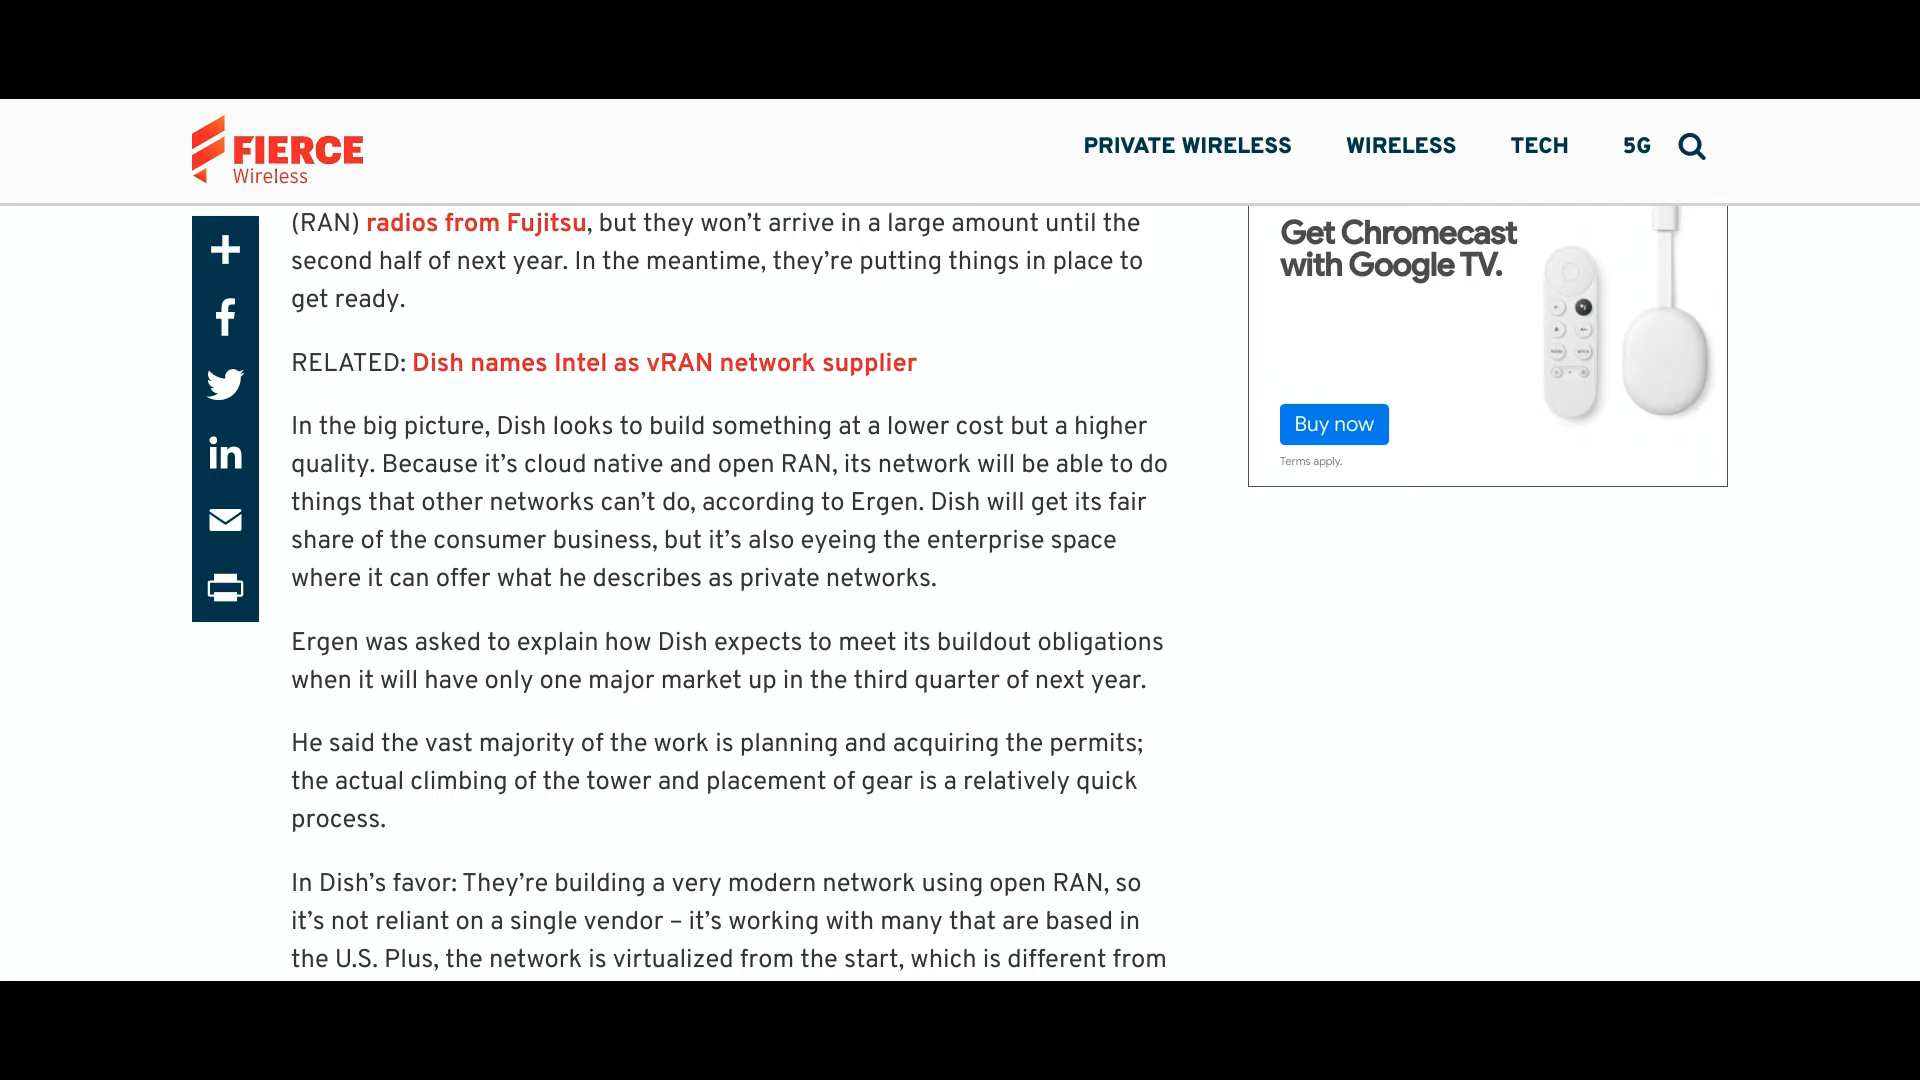 FIERCE
Wireless
PRIVATE WIRELESS WIRELESS TECH 5G
(RAN) radios from Fujitsu, but they won’t arrive in a large amount until the
second half of next year. In the meantime, they’re putting things in place to
get ready.
RELATED: Dish names Intel as vRAN network supplier
In the big picture, Dish looks to build something at a lower cost but a higher
quality. Because it’s cloud native and open RAN, its network will be able to do
things that other networks can’t do, according to Ergen. Dish will get its fair
share of the consumer business, but it’s also eyeing the enterprise space
where it can offer what he describes as private networks.
Ergen was asked to explain how Dish expects to meet its buildout obligations
when it will have only one major market up in the third quarter of next year.
He said the vast majority of the work is planning and acquiring the permits;
the actual climbing of the tower and placement of gear is a relatively quick
process.
In Dish’s favor: They’re building a very modern network using open RAN, so
it’s not reliant on a single vendor – it’s working with many that are based in
the U.S. Plus, the network is virtualized from the start, which is different from
Get Chromecast
with Google TV.
Buy now
Terms apply.